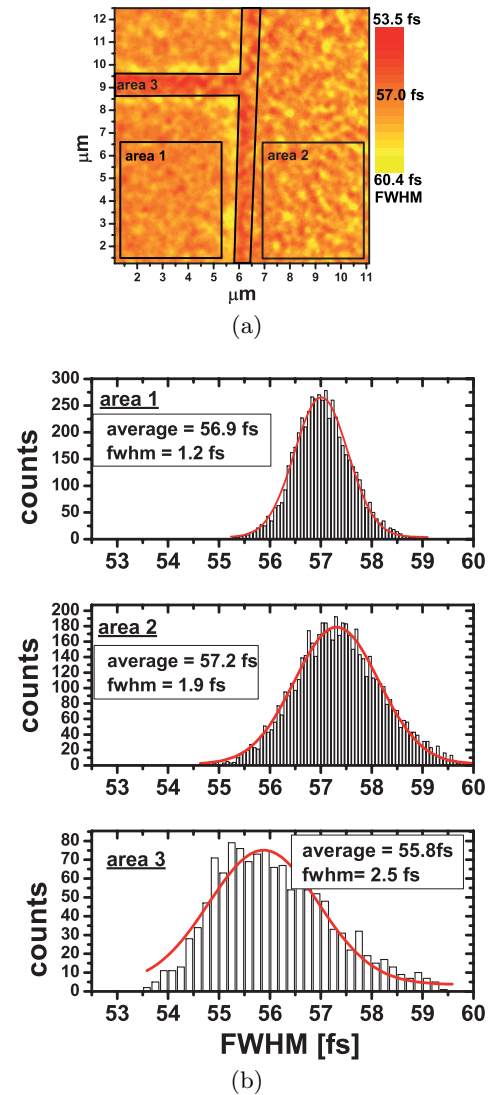 53.5 fs
57.0 fs
60.4 fs
FWHM
12
11
10
9
8
7
6
5
4
3
2
μm
area 3
area 1
area 2
1 2 3 4 5 6 7 8 9 10 11
μm
(a)
300
250
200
150
100
50
0
counts
area 1
average = 56.9 fs
fwhm = 1.2 fs
53 54 55 56 57 58 59 60
200
180
160
140
120
100
80
60
40
20
0
counts
area 2
average = 57.2 fs
fwhm = 1.9 fs
53 54 55 56 57 58 59 60
80
70
60
50
40
30
20
10
0
counts
area 3
average = 55.8fs
fwhm= 2.5 fs
53 54 55 56 57 58 59 60
FWHM [fs]
(b)